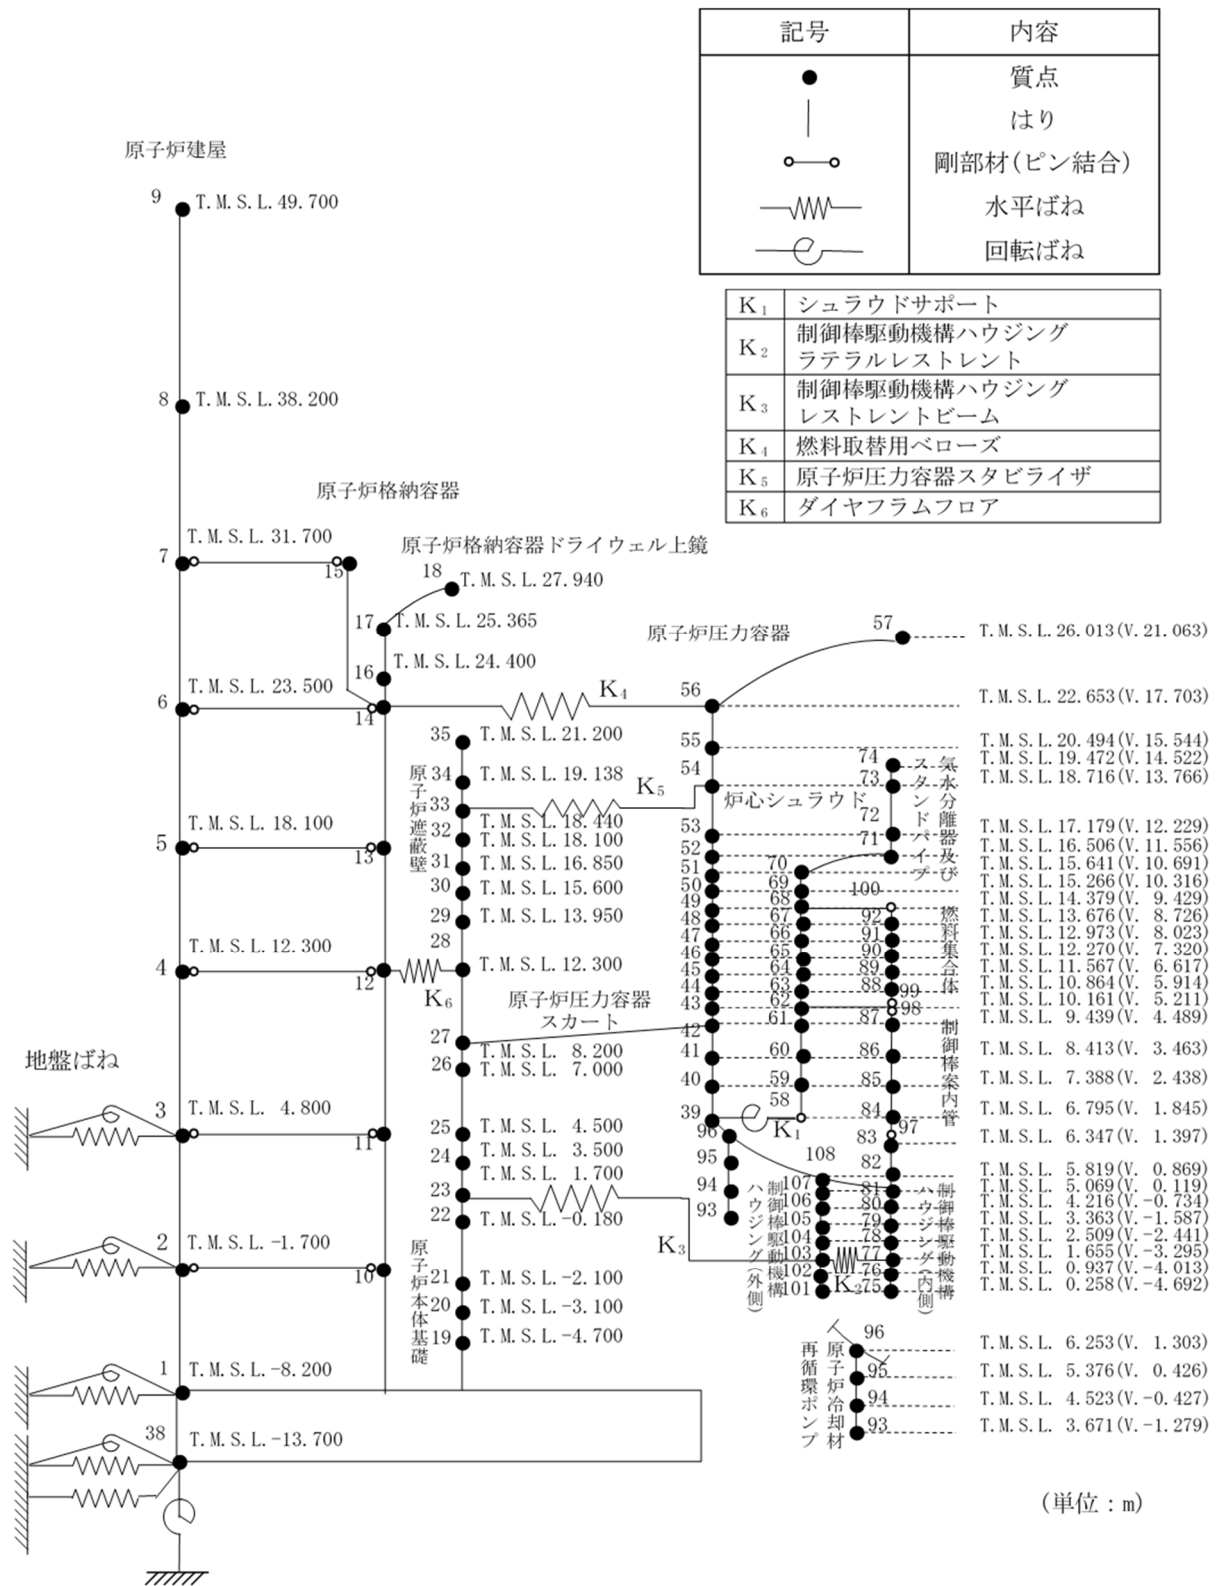 記号 内容
質点
はり
剛部材(ピン結合)
水平ばね
回転ばね
K₁ シュラウドサポート
K₂ 制御棒駆動機構ハウジング
ラテラルレストレント
K₃ 制御棒駆動機構ハウジング
レストレントビーム
K₄ 燃料取替用ベローズ
K₅ 原子炉圧力容器スタビライザ
K₆ ダイヤフラムフロア
原子炉建屋
9 T.M.S.L.49.700
8 T.M.S.L.38.200
7 T.M.S.L.31.700
6 T.M.S.L.23.500
5 T.M.S.L.18.100
4 T.M.S.L.12.300
地盤ばね
3 T.M.S.L. 4.800
2 T.M.S.L.-1.700
1 T.M.S.L.-8.200
38 T.M.S.L.-13.700
原子炉格納容器
15
原子炉格納容器ドライウェル上鏡
18 T.M.S.L.27.940
17 T.M.S.L.25.365
16 T.M.S.L.24.400
14
13
12
11
10
K₄
K₅
K₆
K₃
35 T.M.S.L.21.200
34 T.M.S.L.19.138
33 T.M.S.L.18.440
32 T.M.S.L.18.100
31 T.M.S.L.16.850
30 T.M.S.L.15.600
29 T.M.S.L.13.950
28 T.M.S.L.12.300
原子炉遮蔽壁
原子炉圧力容器
スカート
27 T.M.S.L. 8.200
26 T.M.S.L. 7.000
25 T.M.S.L. 4.500
24 T.M.S.L. 3.500
23 T.M.S.L. 1.700
22 T.M.S.L.-0.180
21 T.M.S.L.-2.100
20 T.M.S.L.-3.100
19 T.M.S.L.-4.700
原子炉本体基礎
原子炉圧力容器
57
56
55
54
53
52
51
50
49
48
47
46
45
44
43
42
41
40
39
K₁
96
95
94
93
炉心シュラウド
70
69
68
67
66
65
64
63
62
61
60
59
58
74
73
72
71
気水分離器及び
スタンドパイプ
100
92
91
90
89
88
99
98
燃料集合体
87
86
85
84
97
83
82
制御棒案内管
108
107
106
105
104
103
102
101
制御棒駆動機構
ハウジング(外側)
81
80
79
78
77
76
75
K₂
制御棒駆動機構
ハウジング(内側)
96
95
94
93
原子炉冷却材
再循環ポンプ
T.M.S.L.26.013(V.21.063)
T.M.S.L.22.653(V.17.703)
T.M.S.L.20.494(V.15.544)
T.M.S.L.19.472(V.14.522)
T.M.S.L.18.716(V.13.766)
T.M.S.L.17.179(V.12.229)
T.M.S.L.16.506(V.11.556)
T.M.S.L.15.641(V.10.691)
T.M.S.L.15.266(V.10.316)
T.M.S.L.14.379(V. 9.429)
T.M.S.L.13.676(V. 8.726)
T.M.S.L.12.973(V. 8.023)
T.M.S.L.12.270(V. 7.320)
T.M.S.L.11.567(V. 6.617)
T.M.S.L.10.864(V. 5.914)
T.M.S.L.10.161(V. 5.211)
T.M.S.L. 9.439(V. 4.489)
T.M.S.L. 8.413(V. 3.463)
T.M.S.L. 7.388(V. 2.438)
T.M.S.L. 6.795(V. 1.845)
T.M.S.L. 6.347(V. 1.397)
T.M.S.L. 5.819(V. 0.869)
T.M.S.L. 5.069(V. 0.119)
T.M.S.L. 4.216(V.-0.734)
T.M.S.L. 3.363(V.-1.587)
T.M.S.L. 2.509(V.-2.441)
T.M.S.L. 1.655(V.-3.295)
T.M.S.L. 0.937(V.-4.013)
T.M.S.L. 0.258(V.-4.692)
T.M.S.L. 6.253(V. 1.303)
T.M.S.L. 5.376(V. 0.426)
T.M.S.L. 4.523(V.-0.427)
T.M.S.L. 3.671(V.-1.279)
(単位:m)